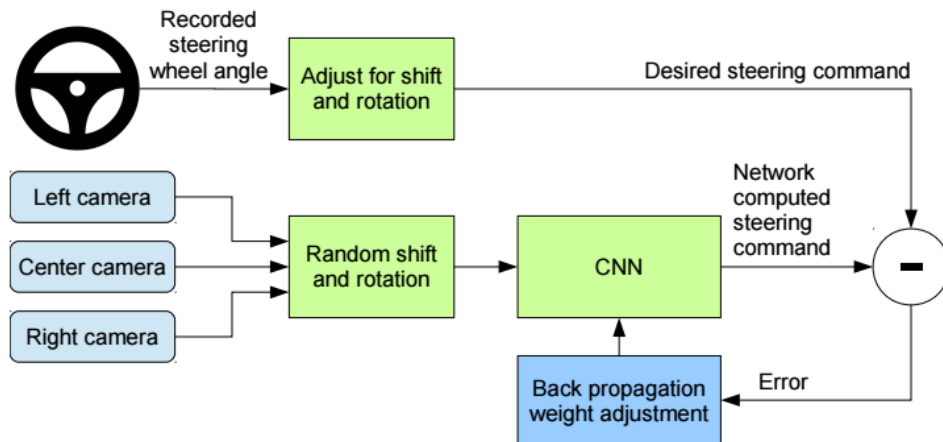 Recorded
steering
wheel angle
Adjust for shift
and rotation
Desired steering command
Left camera
Center camera
Right camera
Random shift
and rotation
CNN
Network
computed
steering
command
-
Back propagation
weight adjustment
Error